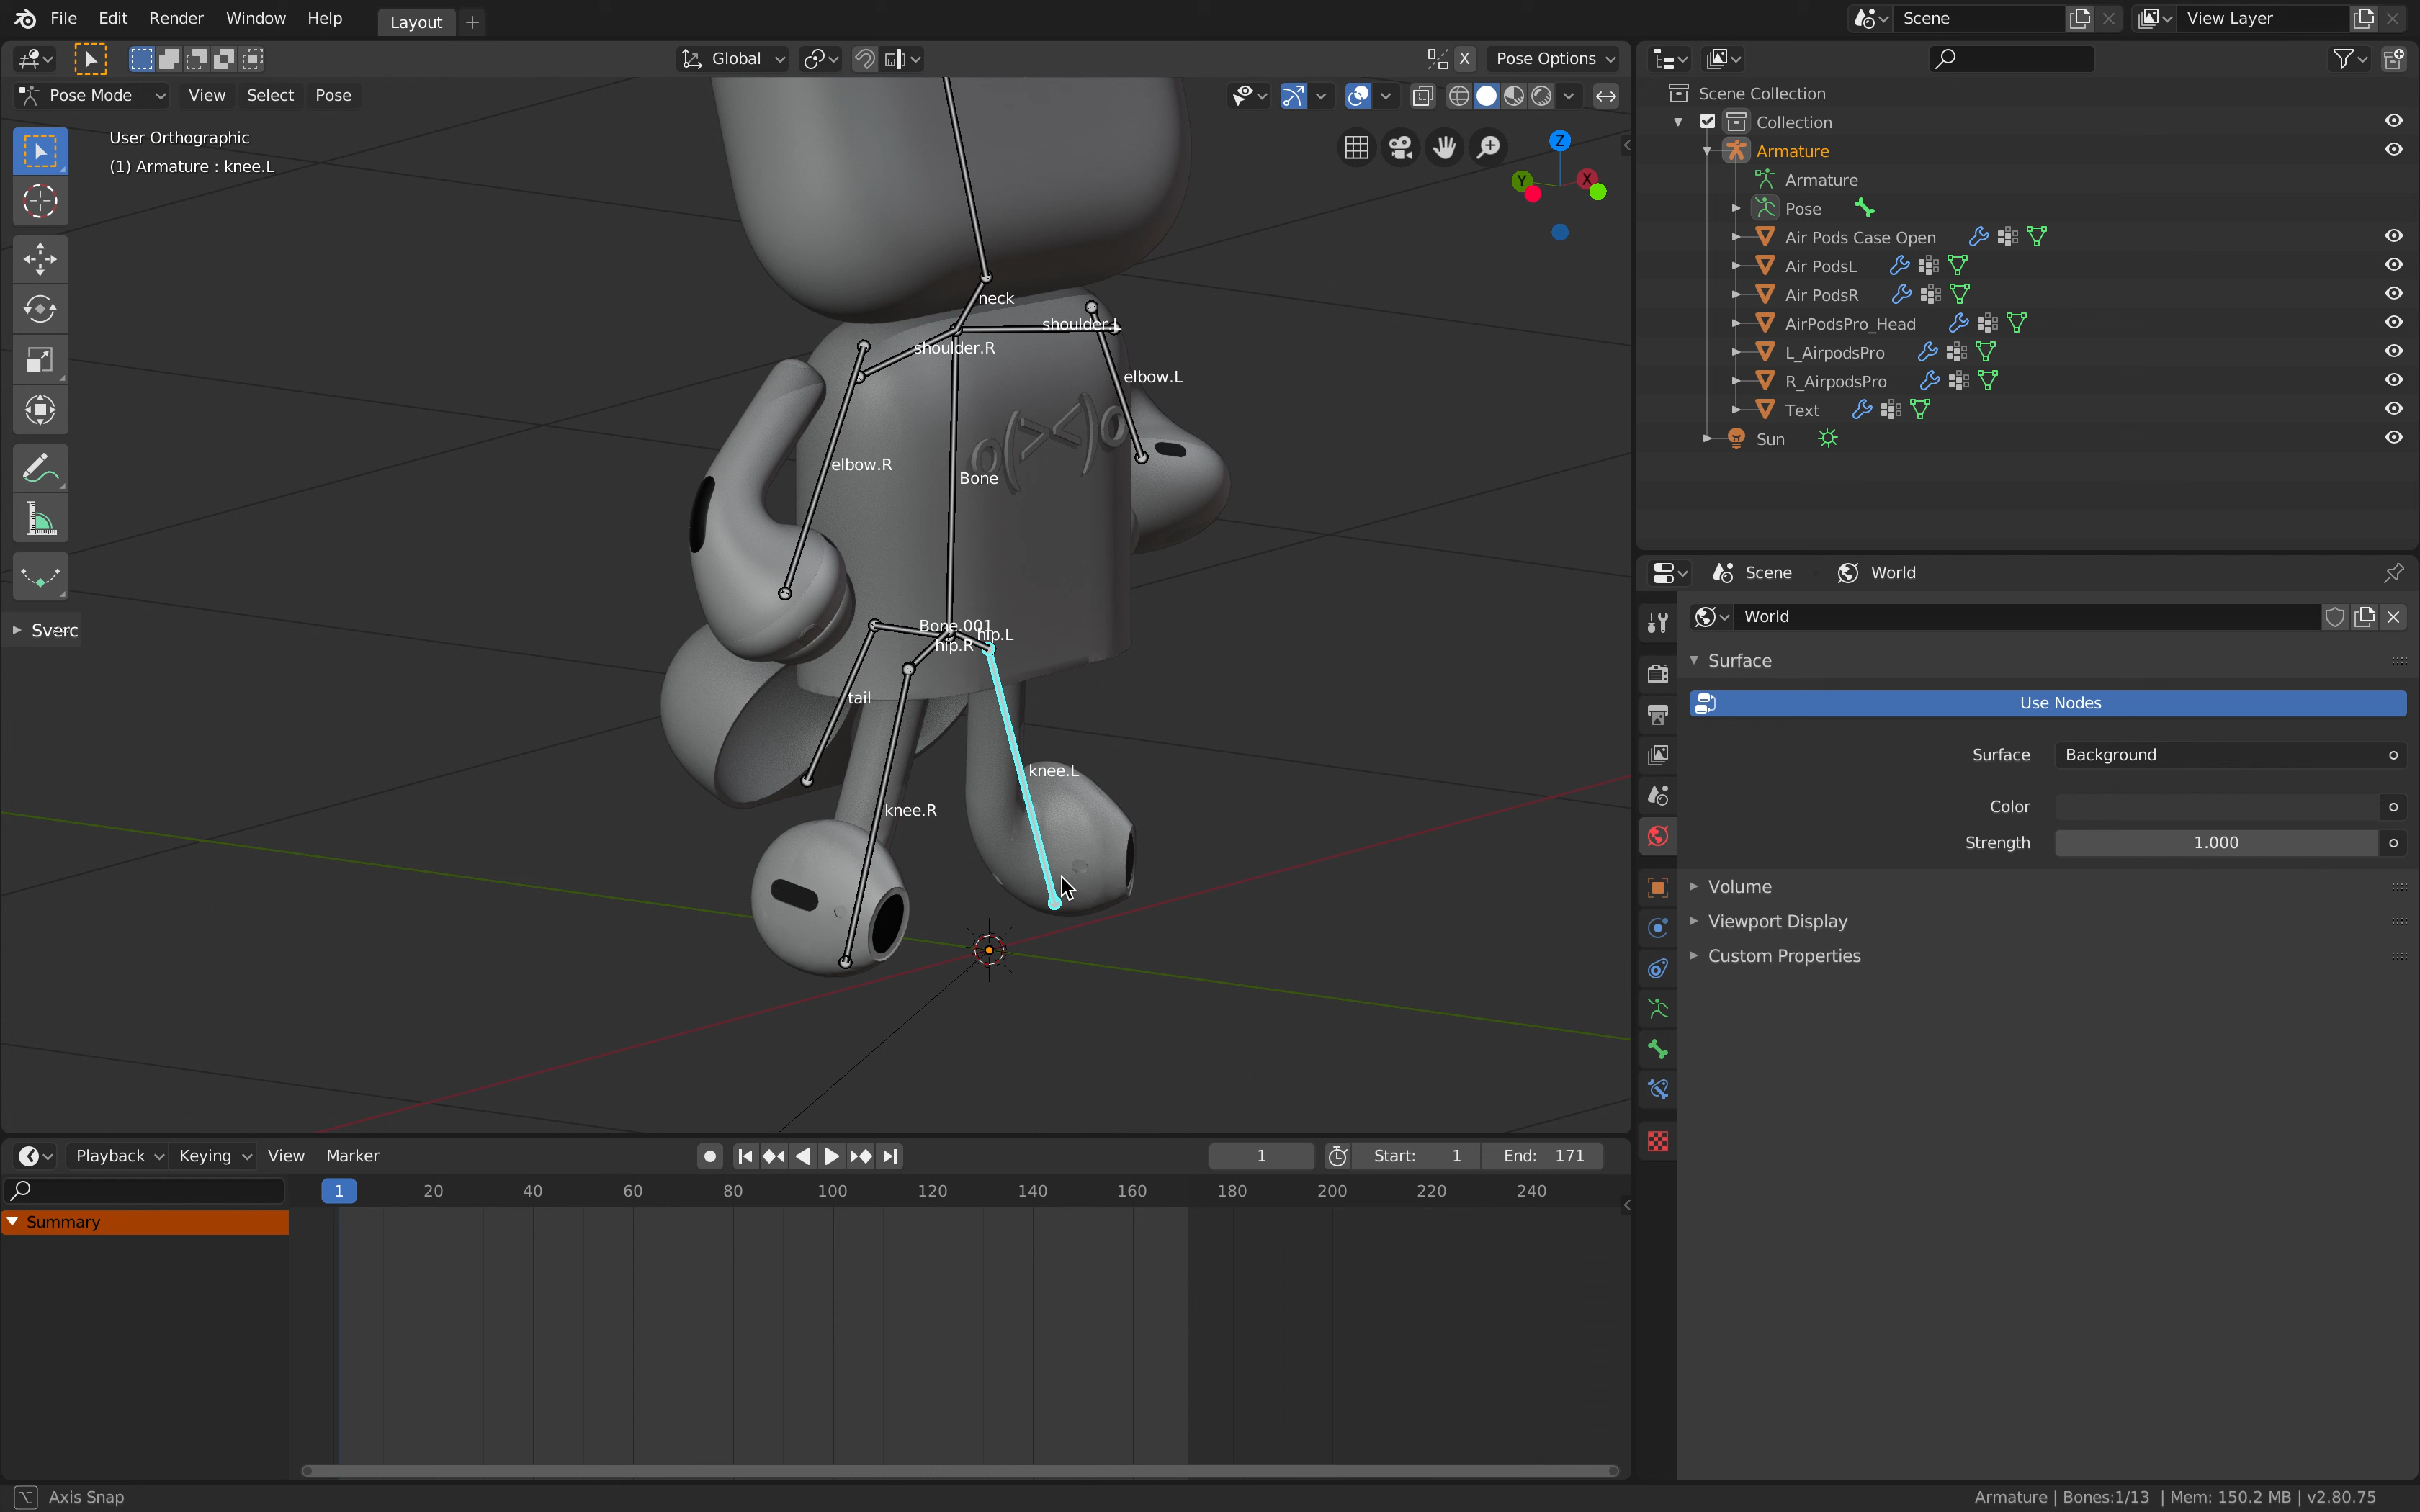 File Edit Render Window Help Layout Scene View Layer
Global X Pose Options
Pose Mode View Select Pose
User Orthographic
(1) Armature : knee.L
Z
Y X
neck
shoulder.L
shoulder.R
elbow.L
o(><)o
elbow.R
Bone
Bone.001
hip.L
hip.R
tail
knee.L
knee.R
Scene Collection
Collection
Armature
Armature
Pose
Air Pods Case Open
Air PodsL
Air PodsR
AirPodsPro_Head
L_AirpodsPro
R_AirpodsPro
Text
Sun
Scene World
World
Surface
Use Nodes
Surface Background
Color
Strength 1.000
Volume
Viewport Display
Custom Properties
Playback Keying View Marker 1 Start: 1 End: 171
1 20 40 60 80 100 120 140 160 180 200 220 240
Summary
Axis Snap
Armature | Bones:1/13 | Mem: 150.2 MB | v2.80.75